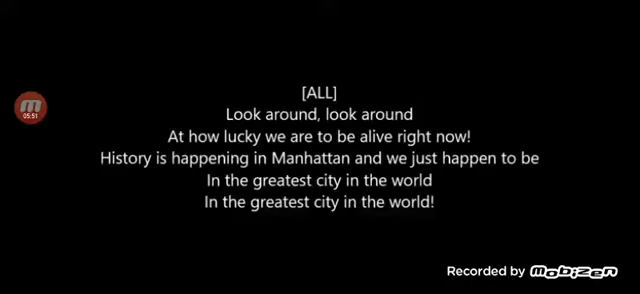 [ALL]
Look around, look around
At how lucky we are to be alive right now!
History is happening in Manhattan and we just happen to be
In the greatest city in the world
In the greatest city in the world!
05:51
Recorded by mobizen